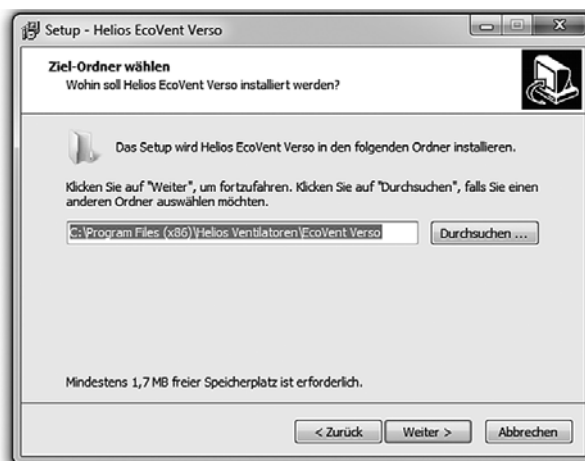 Setup - Helios EcoVent Verso
Ziel-Ordner wählen
Wohin soll Helios EcoVent Verso installiert werden?
Das Setup wird Helios EcoVent Verso in den folgenden Ordner installieren.
Klicken Sie auf "Weiter", um fortzufahren. Klicken Sie auf "Durchsuchen", falls Sie einen
anderen Ordner auswählen möchten.
C:\Program Files (x86)\Helios Ventilatoren\EcoVent Verso
Durchsuchen ...
Mindestens 1,7 MB freier Speicherplatz ist erforderlich.
< Zurück
Weiter >
Abbrechen